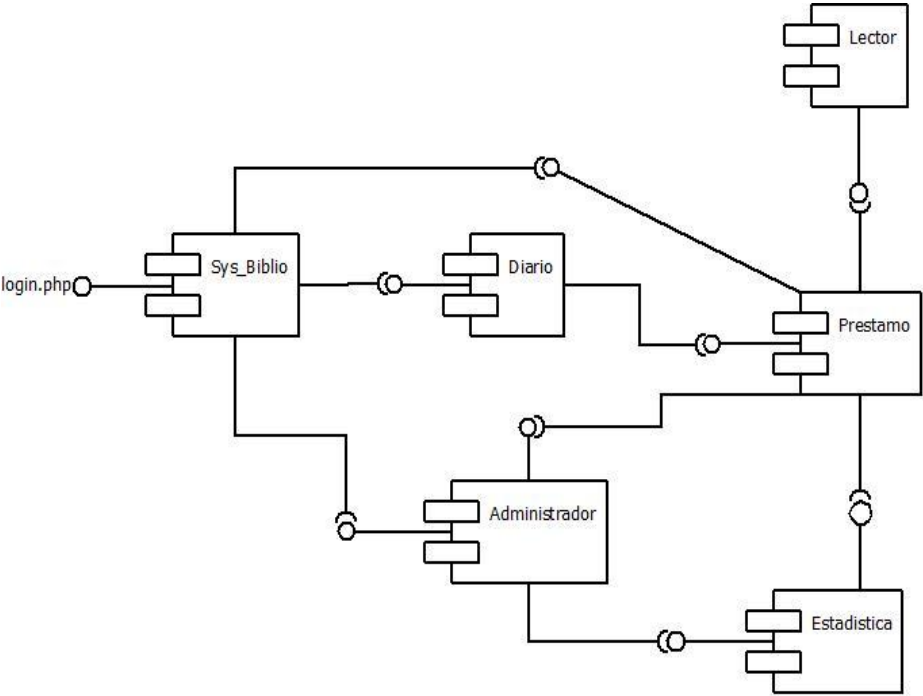 Lector
Sys_Biblio
Diario
login.php
Prestamo
Administrador
Estadistica